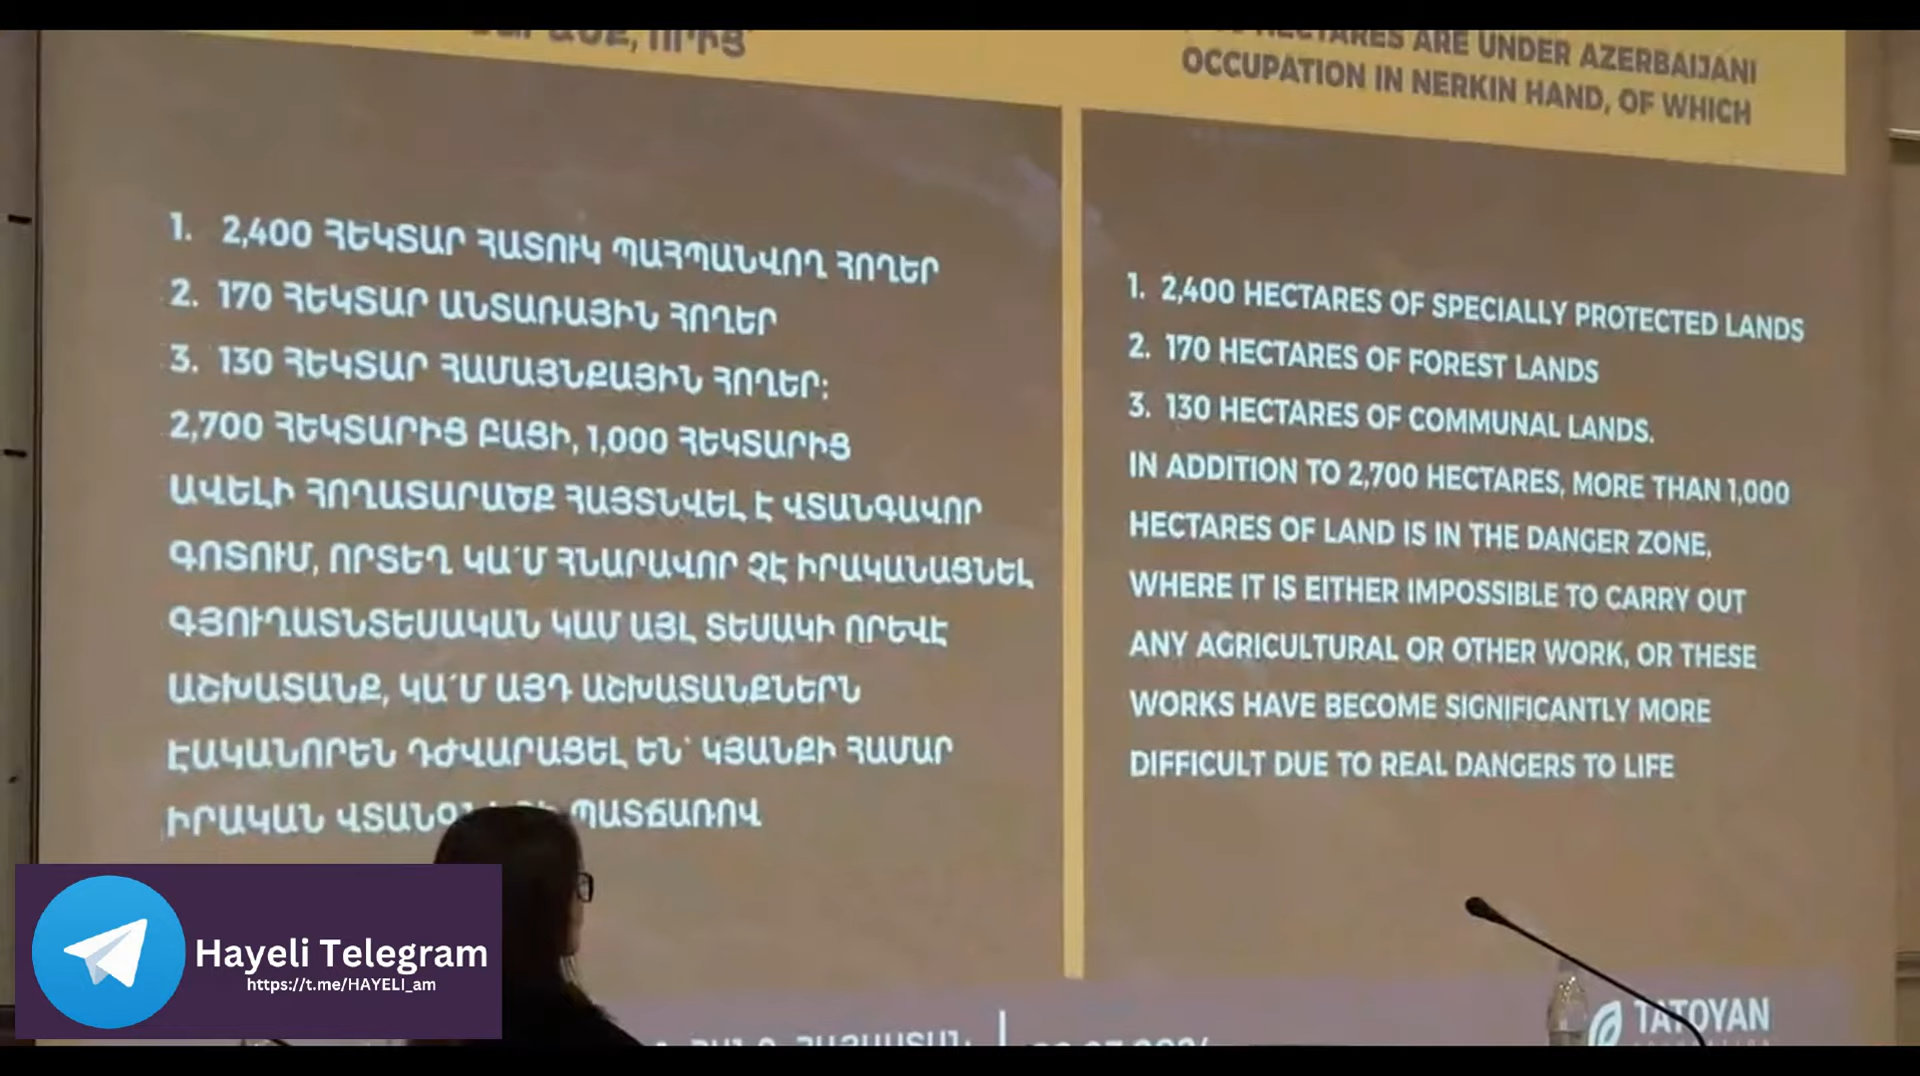 ՈՐԻՑ՝
1. 2,400 ՀԵԿՏԱՐ ՀԱՏՈՒԿ ՊԱՀՊԱՆՎՈՂ ՀՈՂԵՐ
2. 170 ՀԵԿՏԱՐ ԱՆՏԱՌԱՅԻՆ ՀՈՂԵՐ
3. 130 ՀԵԿՏԱՐ ՀԱՄԱՅՆՔԱՅԻՆ ՀՈՂԵՐ:
2,700 ՀԵԿՏԱՐԻՑ ԲԱՑԻ, 1,000 ՀԵԿՏԱՐԻՑ
ԱՎԵԼԻ ՀՈՂԱՏԱՐԱԾՔ ՀԱՅՏՆՎԵԼ Է ՎՏԱՆԳԱՎՈՐ
ԳՈՏՈՒՄ, ՈՐՏԵՂ ԿԱ՛Մ ՀՆԱՐԱՎՈՐ ՉԷ ԻՐԱԿԱՆԱՑՆԵԼ
ԳՅՈՒՂԱՏՆՏԵՍԱԿԱՆ ԿԱՄ ԱՅԼ ՏԵՍԱԿԻ ՈՐԵՎԷ
ԱՇԽԱՏԱՆՔ, ԿԱ՛Մ ԱՅԴ ԱՇԽԱՏԱՆՔՆԵՐՆ
ԷԱԿԱՆՈՐԵՆ ԴԺՎԱՐԱՑԵԼ ԵՆ՝ ԿՅԱՆՔԻ ՀԱՄԱՐ
ԻՐԱԿԱՆ ՊԱՏՃԱՌՈՎ
HECTARES ARE UNDER AZERBAIJANI
OCCUPATION IN NERKIN HAND, OF WHICH
1. 2,400 HECTARES OF SPECIALLY PROTECTED LANDS
2. 170 HECTARES OF FOREST LANDS
3. 130 HECTARES OF COMMUNAL LANDS.
IN ADDITION TO 2,700 HECTARES, MORE THAN 1,000
HECTARES OF LAND IS IN THE DANGER ZONE,
WHERE IT IS EITHER IMPOSSIBLE TO CARRY OUT
ANY AGRICULTURAL OR OTHER WORK, OR THESE
WORKS HAVE BECOME SIGNIFICANTLY MORE
DIFFICULT DUE TO REAL DANGERS TO LIFE
TATOYAN
Hayeli Telegram
https://t.me/HAYELI_am